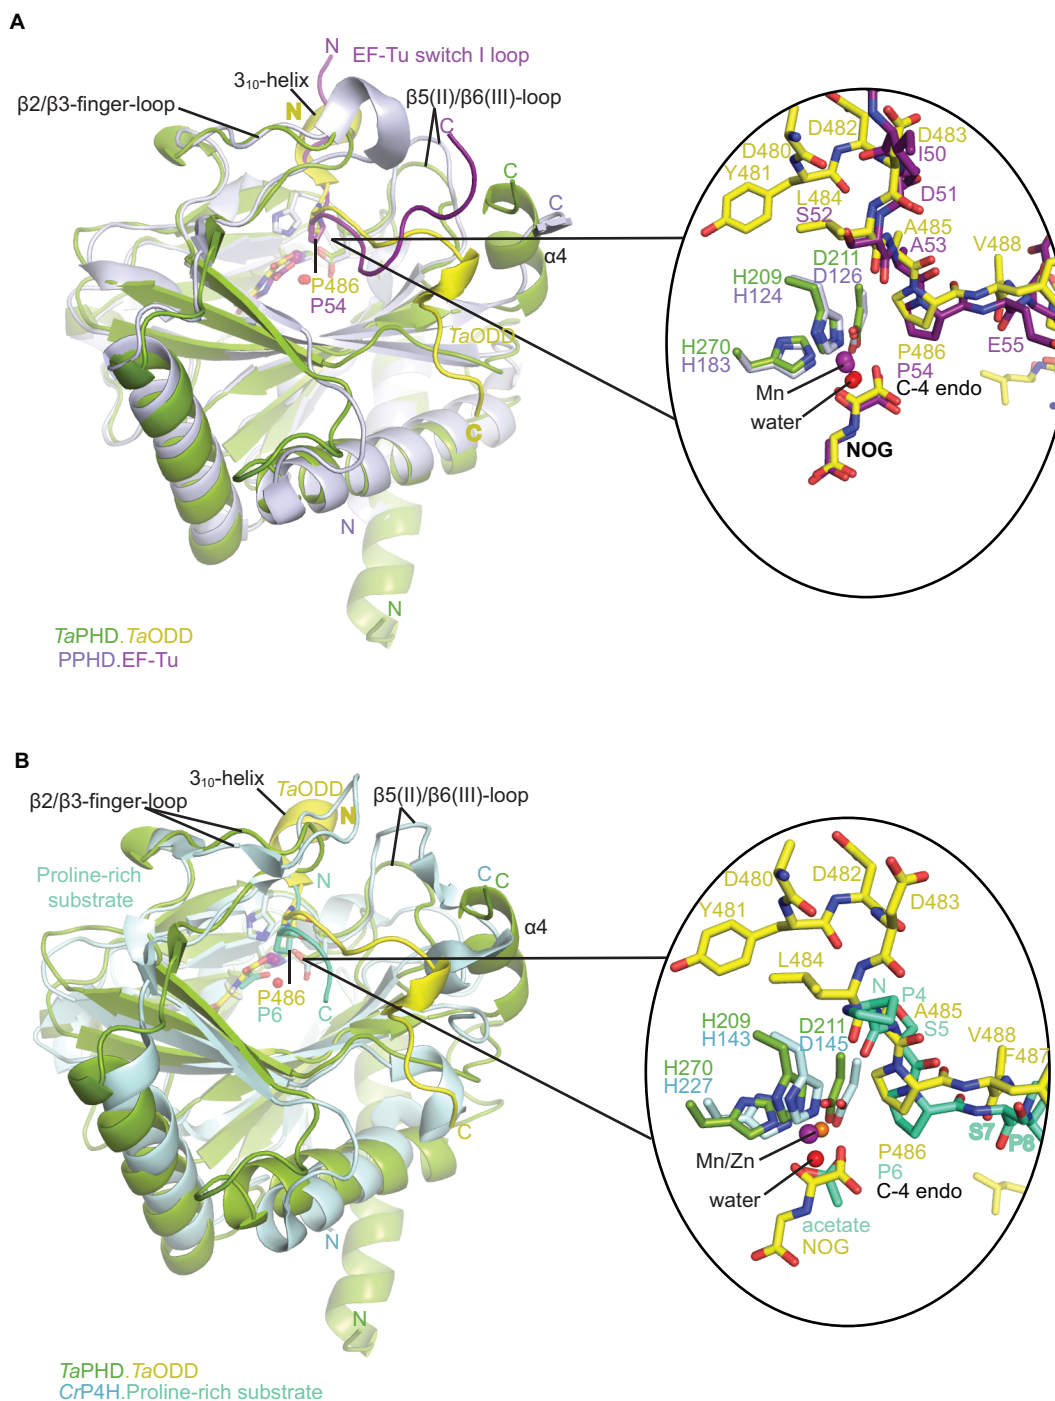 A
N
EF-Tu switch I loop
3₁₀-helix
β2/β3-finger-loop
N
β5(II)/β6(III)-loop
C
C
C
α4
P486
P54
TaODD
C
N
N
TaPHD.TaODD
PPHD.EF-Tu
D482
D483
D480
I50
Y481
D51
L484
S52
A485
A53
V488
D211
D126
H209
H124
H270
H183
E55
P486
P54
C-4 endo
Mn
water
NOG
B
3₁₀-helix
TaODD
β2/β3-finger-loop
N
β5(II)/β6(III)-loop
Proline-rich
substrate
N
C
C
α4
P486
P6
C
C
N
N
TaPHD.TaODD
CrP4H.Proline-rich substrate
D480
D482
D483
Y481
L484
N
P4
A485
S5
H209
H143
D211
D145
V488
F487
H270
H227
S7
P8
Mn/Zn
P486
P6
C-4 endo
water
acetate
NOG